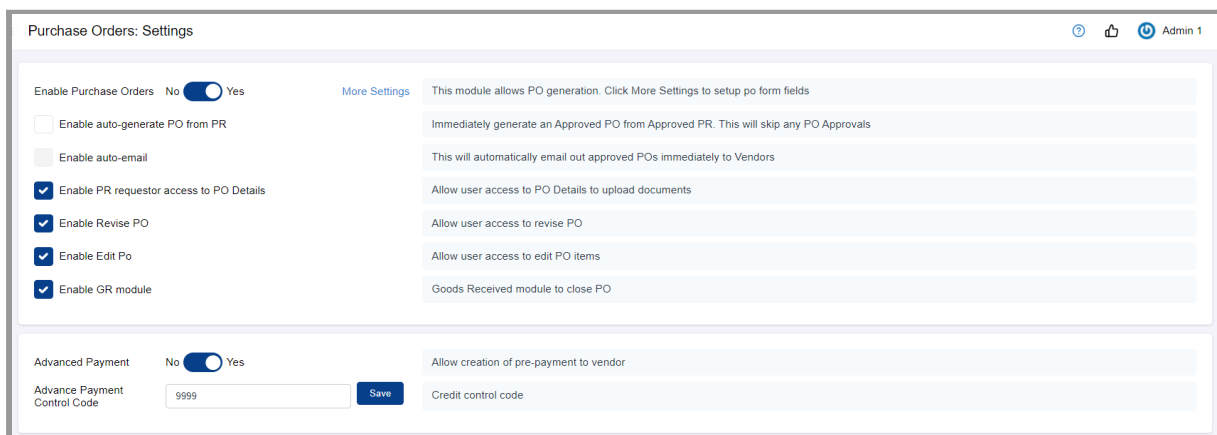 Purchase Orders: Settings
Admin 1
Enable Purchase Orders No Yes More Settings This module allows PO generation. Click More Settings to setup po form fields
Enable auto-generate PO from PR Immediately generate an Approved PO from Approved PR. This will skip any PO Approvals
Enable auto-email This will automatically email out approved POs immediately to Vendors
Enable PR requestor access to PO Details Allow user access to PO Details to upload documents
Enable Revise PO Allow user access to revise PO
Enable Edit Po Allow user access to edit PO items
Enable GR module Goods Received module to close PO
Advanced Payment No Yes Allow creation of pre-payment to vendor
Advance Payment
Control Code 9999 Save Credit control code